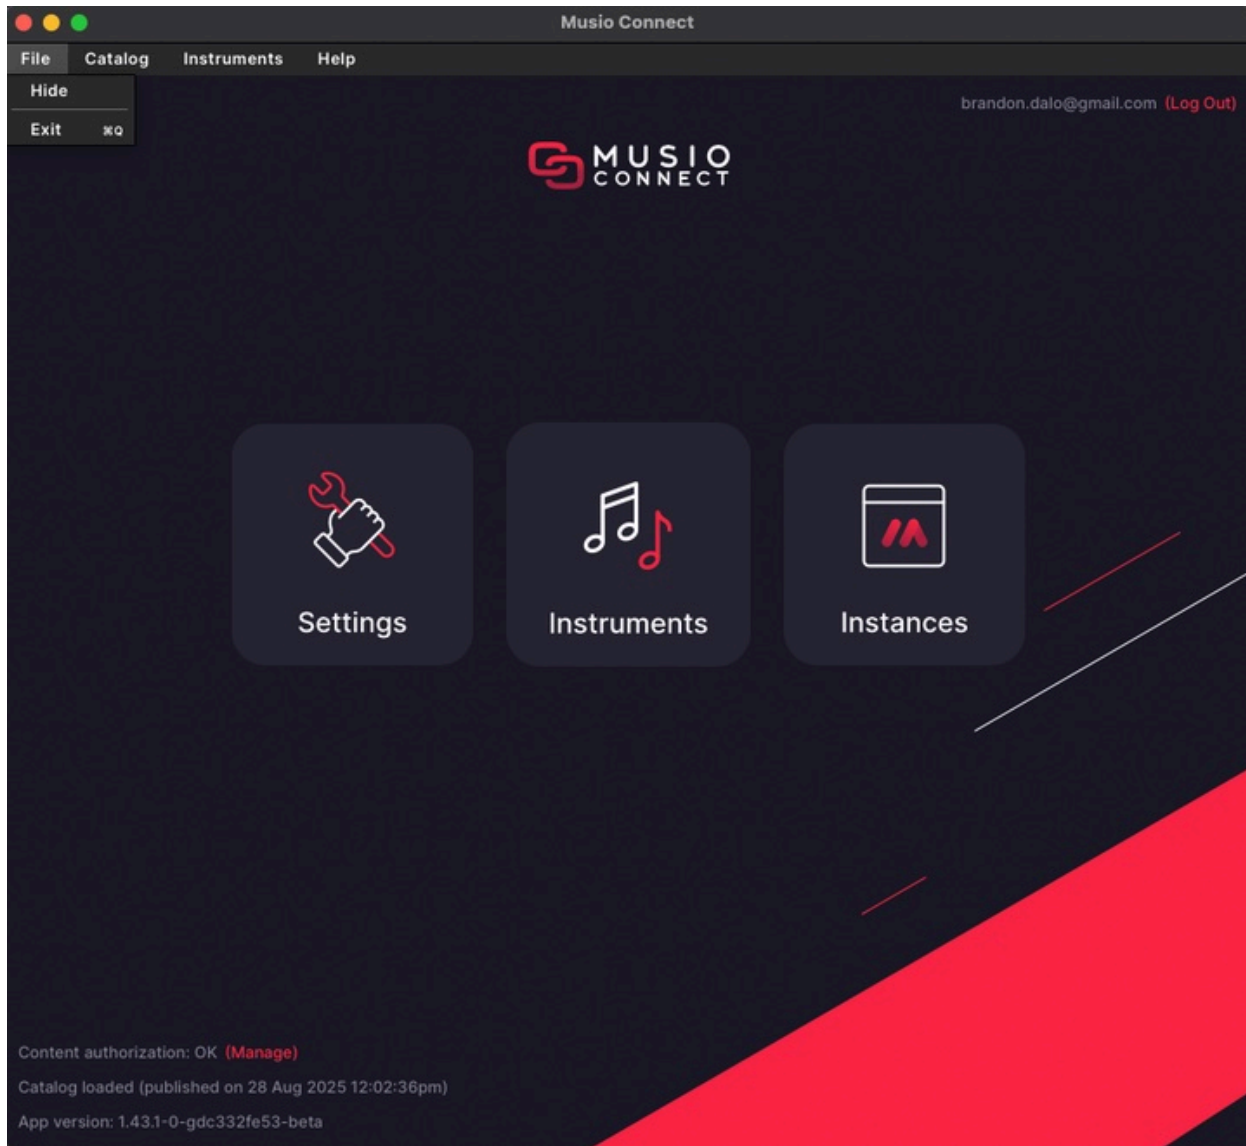 Musio Connect
File Catalog Instruments Help
Hide
Exit ⌘Q
brandon.dalo@gmail.com (Log Out)
MUSIO
CONNECT
Settings Instruments Instances
Content authorization: OK (Manage)
Catalog loaded (published on 28 Aug 2025 12:02:36pm)
App version: 1.43.1-0-gdc332fe53-beta